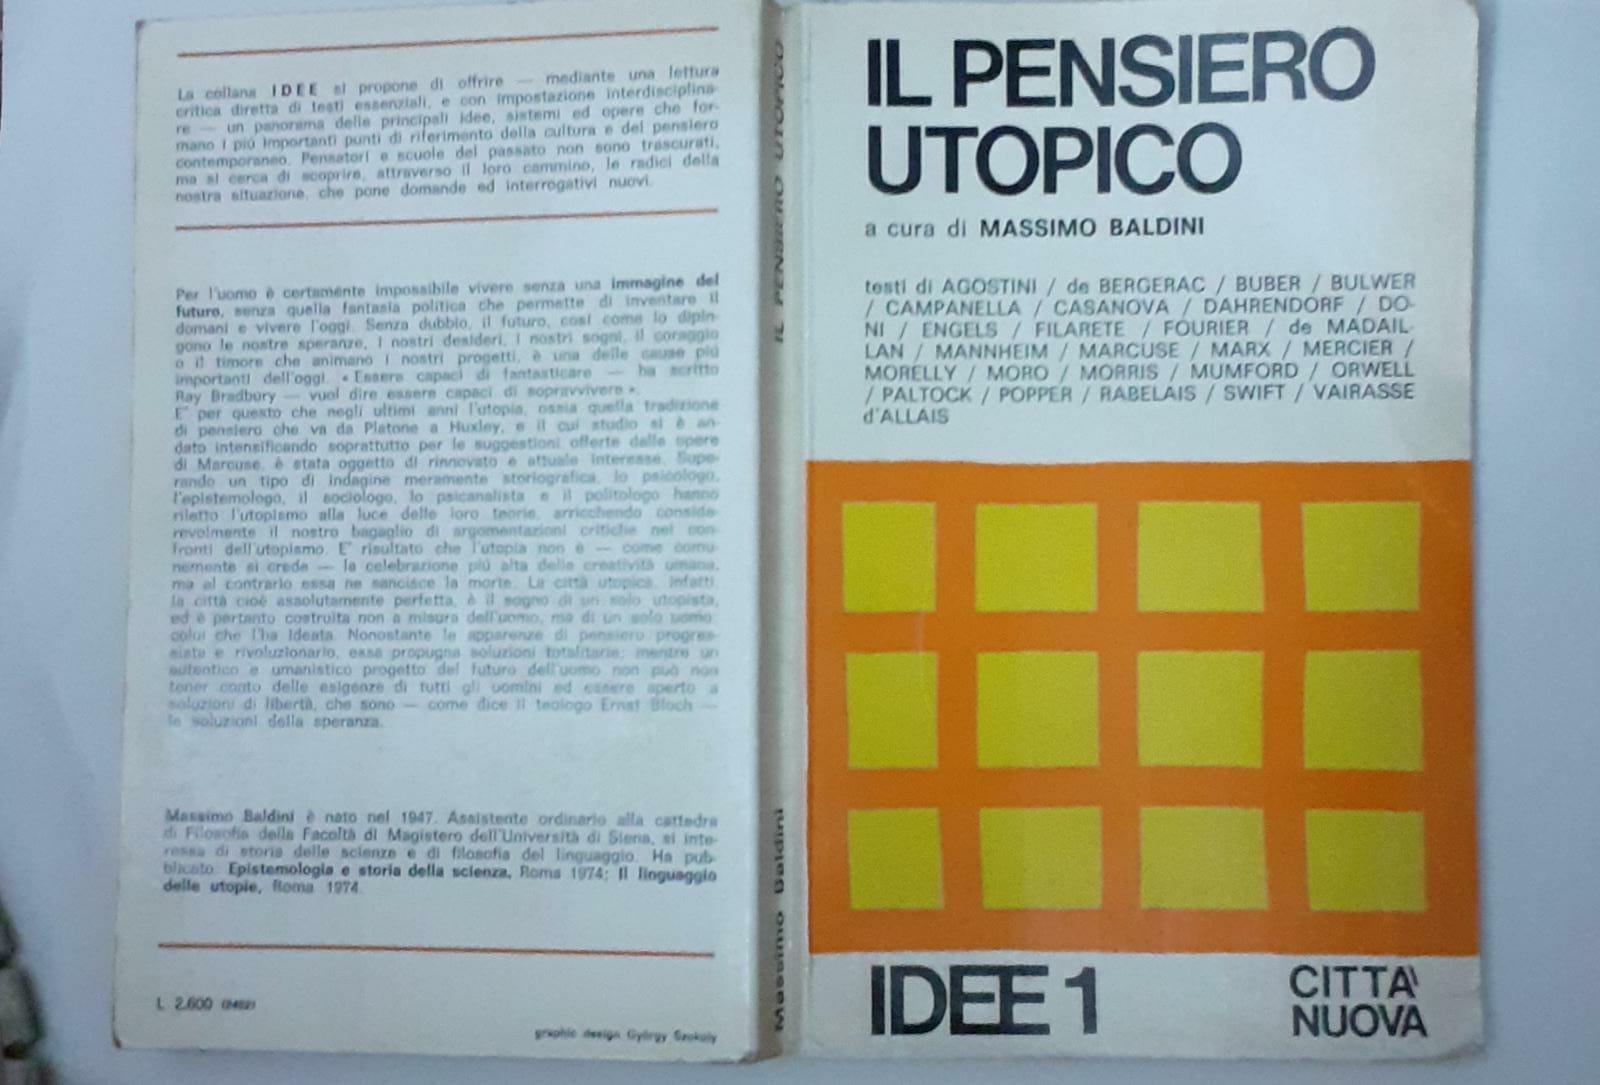 La collana IDEE si propone di offrire — mediante una lettura
critica diretta di testi essenziali, e con impostazione interdisciplina-
re — un panorama delle principali idee, sistemi ed opere che for-
mano i più importanti punti di riferimento della cultura e del pensiero
contemporaneo. Pensatori e scuole del passato non sono trascurati,
ma si cerca di scoprire, attraverso il loro cammino, le radici della
nostra situazione, che pone domande ed interrogativi nuovi.
Per l'uomo è certamente impossibile vivere senza una immagine del
futuro, senza quella fantasia politica che permette di inventare il
domani e vivere l'oggi. Senza dubbio, il futuro, così come lo dipin-
gono le nostre speranze, i nostri desideri, i nostri sogni, il coraggio
o il timore che animano i nostri progetti, è una delle cause più
importanti dell'oggi. « Essere capaci di fantasticare — ha scritto
Ray Bradbury — vuol dire essere capaci di sopravvivere ».
E' per questo che negli ultimi anni l'utopia, ossia quella tradizione
di pensiero che va da Platone a Huxley, e il cui studio si è an-
dato intensificando soprattutto per le suggestioni offerte dalle opere
di Marcuse, è stata oggetto di rinnovato e attuale interesse. Supe-
rando un tipo di indagine meramente storiografica, lo psicologo,
l'epistemologo, il sociologo, lo psicanalista e il politologo hanno
riletto l'utopismo alla luce delle loro teorie, arricchendo conside-
revolmente il nostro bagaglio di argomentazioni critiche nei con-
fronti dell'utopismo. E' risultato che l'utopia non è — come comu-
nemente si crede — la celebrazione più alta della creatività umana,
ma al contrario essa ne sancisce la morte. La città utopica, infatti,
la città cioè assolutamente perfetta, è il sogno di un solo utopista,
ed è pertanto costruita non a misura dell'uomo, ma di un solo uomo:
colui che l'ha ideata. Nonostante le apparenze di pensiero progres-
sista e rivoluzionario, essa propugna soluzioni totalitarie; mentre un
autentico e umanistico progetto del futuro dell'uomo non può non
tener conto delle esigenze di tutti gli uomini ed essere aperto a
soluzioni di libertà, che sono — come dice il teologo Ernst Bloch —
le soluzioni della speranza.
Massimo Baldini è nato nel 1947. Assistente ordinario alla cattedra
di Filosofia della Facoltà di Magistero dell'Università di Siena, si inte-
ressa di storia delle scienze e di filosofia del linguaggio. Ha pub-
blicato: Epistemologia e storia della scienza, Roma 1974; Il linguaggio
delle utopie, Roma 1974.
L. 2.600
graphic design György Szokoly
IL PENSIERO UTOPICO
Massimo Baldini
IL PENSIERO
UTOPICO
a cura di MASSIMO BALDINI
testi di AGOSTINI / de BERGERAC / BUBER / BULWER
/ CAMPANELLA / CASANOVA / DAHRENDORF / DO-
NI / ENGELS / FILARETE / FOURIER / de MADAIL-
LAN / MANNHEIM / MARCUSE / MARX / MERCIER /
MORELLY / MORO / MORRIS / MUMFORD / ORWELL
/ PALTOCK / POPPER / RABELAIS / SWIFT / VAIRASSE
d'ALLAIS
IDEE 1
CITTA'
NUOVA